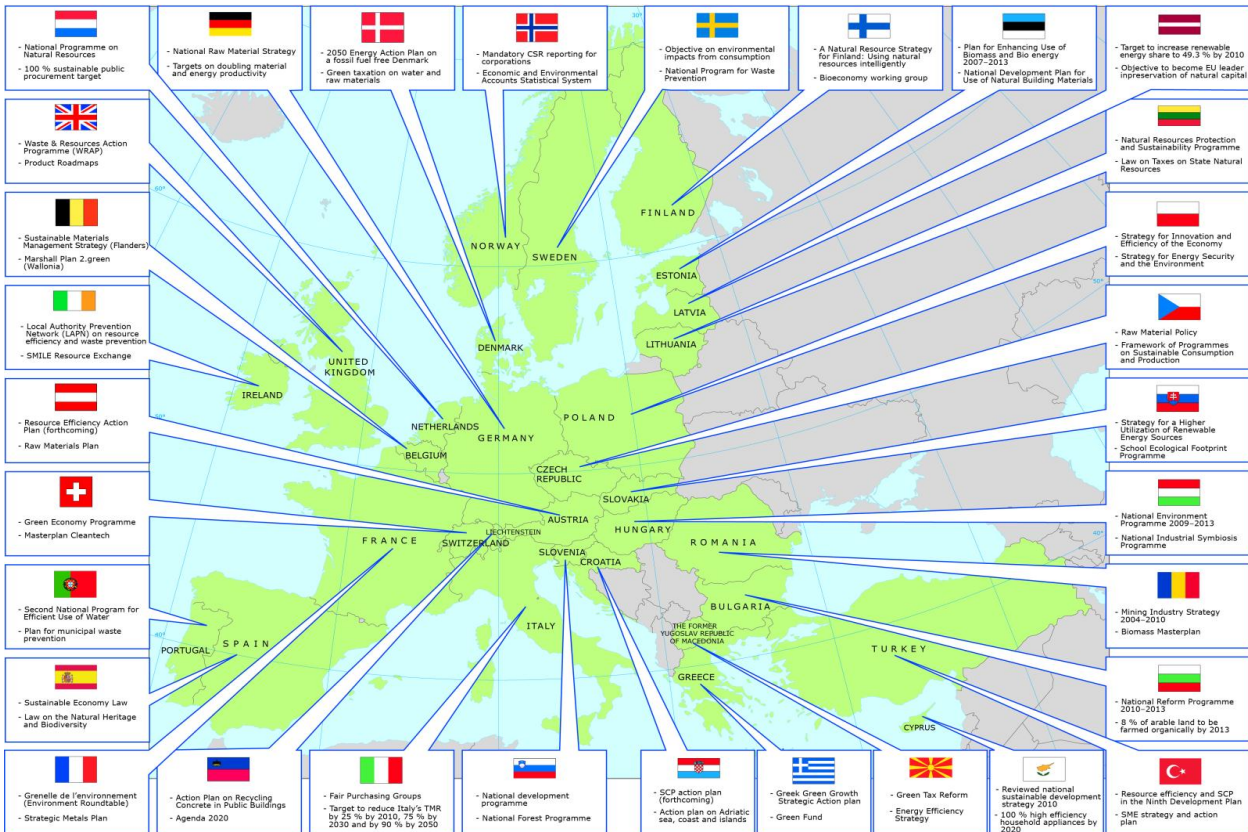 - National Programme on
Natural Resources
- 100 % sustainable public
procurement target
- National Raw Material Strategy
- Targets on doubling material
and energy productivity
- 2050 Energy Action Plan on
a fossil fuel free Denmark
- Green taxation on water and
raw materials
- Mandatory CSR reporting for
corporations
- Economic and Environmental
Accounts Statistical System
- Objective on environmental
impacts from consumption
- National Program for
Waste Prevention
- A Natural Resource Strategy
for Finland: Using natural
resources intelligently
- Bioeconomy working group
- Plan for Enhancing Use of
Biomass and Bio energy
2007–2013
- National Development Plan for
Use of Natural Building Materials
- Target to increase renewable
energy share to 49.3 % by 2010
- Objective to become EU leader
inpreservation of natural capital
- Waste & Resources Action
Programme (WRAP)
- Product Roadmaps
- Natural Resources Protection
and Sustainability Programme
- Law on Taxes on State Natural
Resources
- Sustainable Materials
Management Strategy (Flanders)
- Marshall Plan 2.green
(Wallonia)
- Strategy for Innovation and
Efficiency of the Economy
- Strategy for Energy Security
and the Environment
- Local Authority Prevention
Network (LAPN) on resource
efficiency and waste prevention
- SMILE Resource Exchange
- Raw Material Policy
- Framework of Programmes
on Sustainable Consumption
and Production
- Resource Efficiency Action
Plan (forthcoming)
- Raw Materials Plan
- Strategy for a Higher
Utilization of Renewable
Energy Sources
- School Ecological Footprint
Programme
- Green Economy Programme
- Masterplan Cleantech
- National Environment
Programme 2009–2013
- National Industrial Symbiosis
Programme
- Second National Program for
Efficient Use of Water
- Plan for municipal waste
prevention
- Mining Industry Strategy
2004–2010
- Biomass Masterplan
- Sustainable Economy Law
- Law on the Natural Heritage
and Biodiversity
- National Reform Programme
2010–2013
- 8 % of arable land to be
farmed organically by 2013
- Grenelle de l'environnement
(Environment Roundtable)
- Strategic Metals Plan
- Action Plan on Recycling
Concrete in Public Buildings
- Agenda 2020
- Fair Purchasing Groups
- Target to reduce Italy's TMR
by 25 % by 2010, 75 % by
2030 and by 90 % by 2050
- National development
programme
- National Forest Programme
- SCP action plan
(forthcoming)
- Action plan on Adriatic
sea, coast and islands
- Greek Green Growth
Strategic Action plan
- Green Fund
- Green Tax Reform
- Energy Efficiency
Strategy
- Reviewed national
sustainable development
strategy 2010
- 100 % high efficiency
household appliances by
2020
- Resource efficiency and SCP
in the Ninth Development Plan
- SME strategy and action
plan
FINLAND
NORWAY
SWEDEN
ESTONIA
LATVIA
LITHUANIA
DENMARK
UNITED
KINGDOM
IRELAND
NETHERLANDS
POLAND
GERMANY
BELGIUM
CZECH
REPUBLIC
SLOVAKIA
AUSTRIA
LIECHTENSTEIN
HUNGARY
FRANCE
SWITZERLAND
ROMANIA
SLOVENIA
CROATIA
BULGARIA
ITALY
THE FORMER
YUGOSLAV REPUBLIC
OF MACEDONIA
SPAIN
PORTUGAL
TURKEY
GREECE
CYPRUS